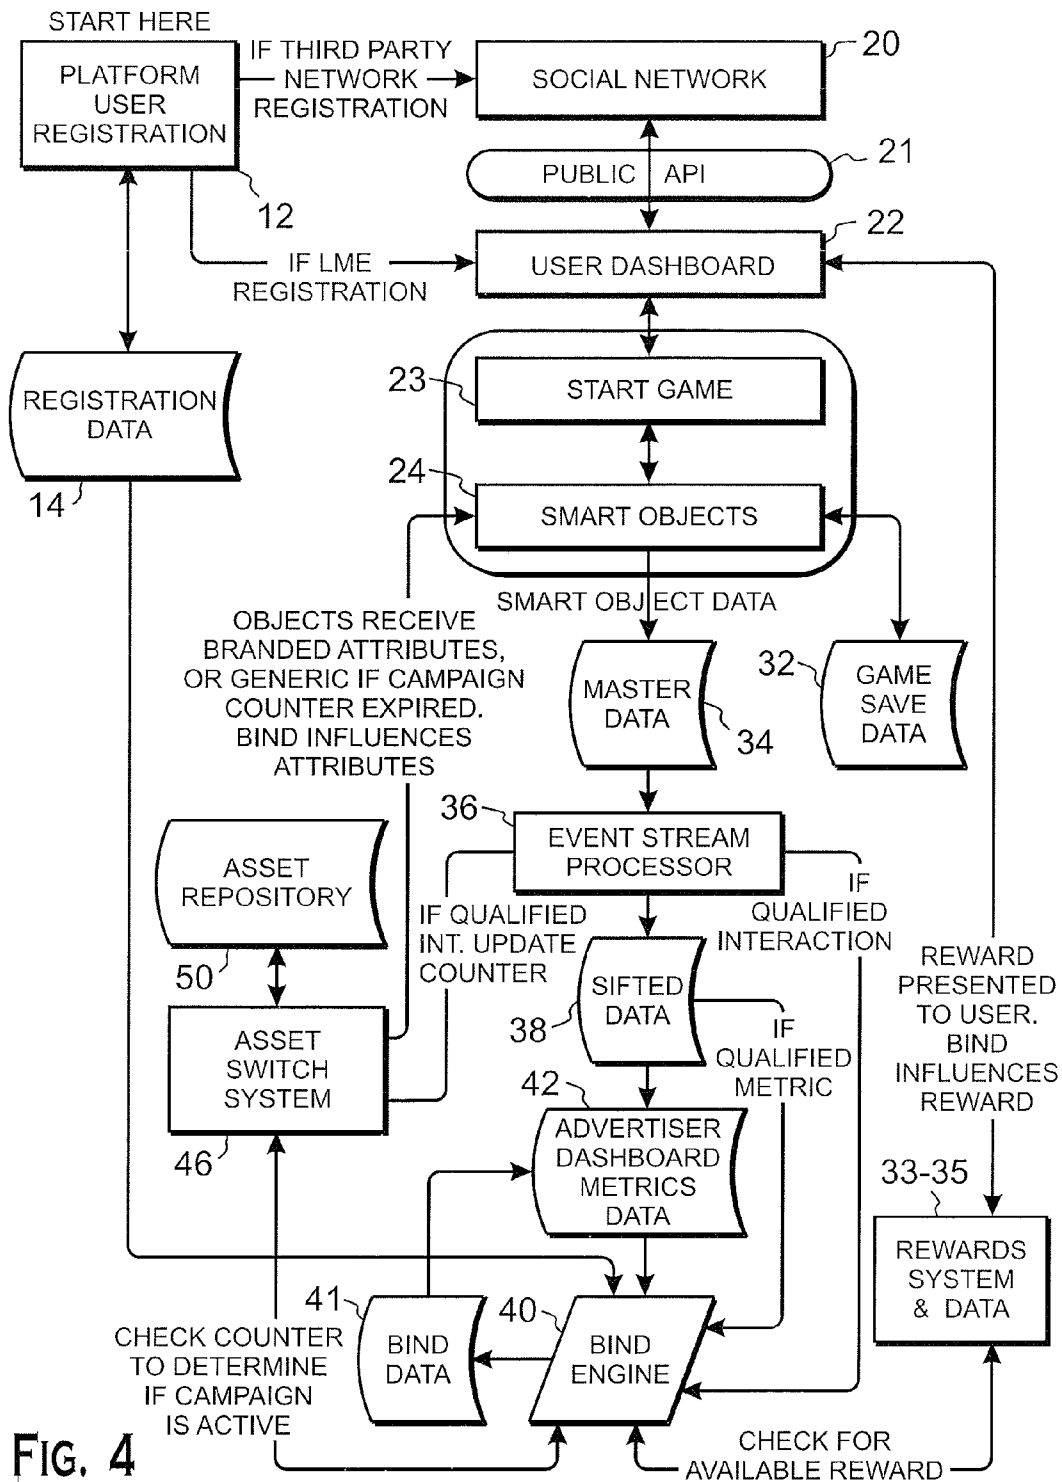 START HERE
PLATFORM
USER
REGISTRATION
12
IF THIRD PARTY
NETWORK
REGISTRATION
SOCIAL NETWORK
20
PUBLIC API
21
IF LME
REGISTRATION
USER DASHBOARD
22
REGISTRATION
DATA
14
23
START GAME
24
SMART OBJECTS
SMART OBJECT DATA
OBJECTS RECEIVE
BRANDED ATTRIBUTES,
OR GENERIC IF CAMPAIGN
COUNTER EXPIRED.
BIND INFLUENCES
ATTRIBUTES
MASTER
DATA
34
32
GAME
SAVE
DATA
36
EVENT STREAM
PROCESSOR
ASSET
REPOSITORY
50
IF QUALIFIED
INT. UPDATE
COUNTER
IF
QUALIFIED
INTERACTION
SIFTED
DATA
38
IF
QUALIFIED
METRIC
REWARD
PRESENTED
TO USER.
BIND
INFLUENCES
REWARD
ASSET
SWITCH
SYSTEM
46
42
ADVERTISER
DASHBOARD
METRICS
DATA
33-35
REWARDS
SYSTEM
& DATA
41
BIND
DATA
40
BIND
ENGINE
CHECK COUNTER
TO DETERMINE
IF CAMPAIGN
IS ACTIVE
CHECK FOR
AVAILABLE REWARD
FIG. 4